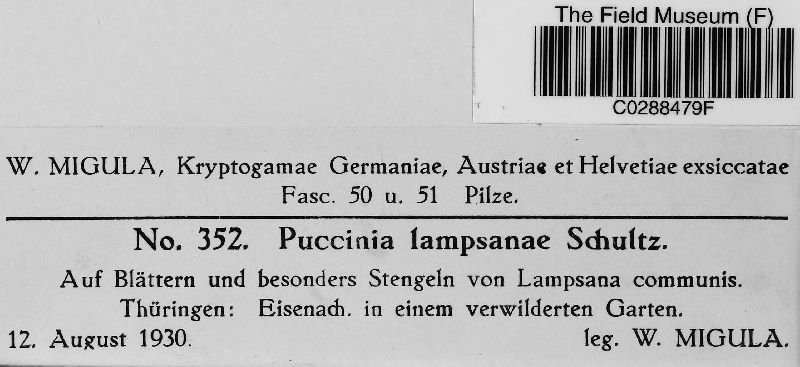 The Field Museum (F)
C0288479F
W. MIGULA, Kryptogamae Germaniae, Austriae et Helvetiae exsiccatae
Fasc. 50 u. 51 Pilze.
No. 352. Puccinia lampsanae Schultz.
Auf Blättern und besonders Stengeln von Lampsana communis.
Thüringen: Eisenach. in einem verwilderten Garten.
12. August 1930. leg. W. MIGULA.